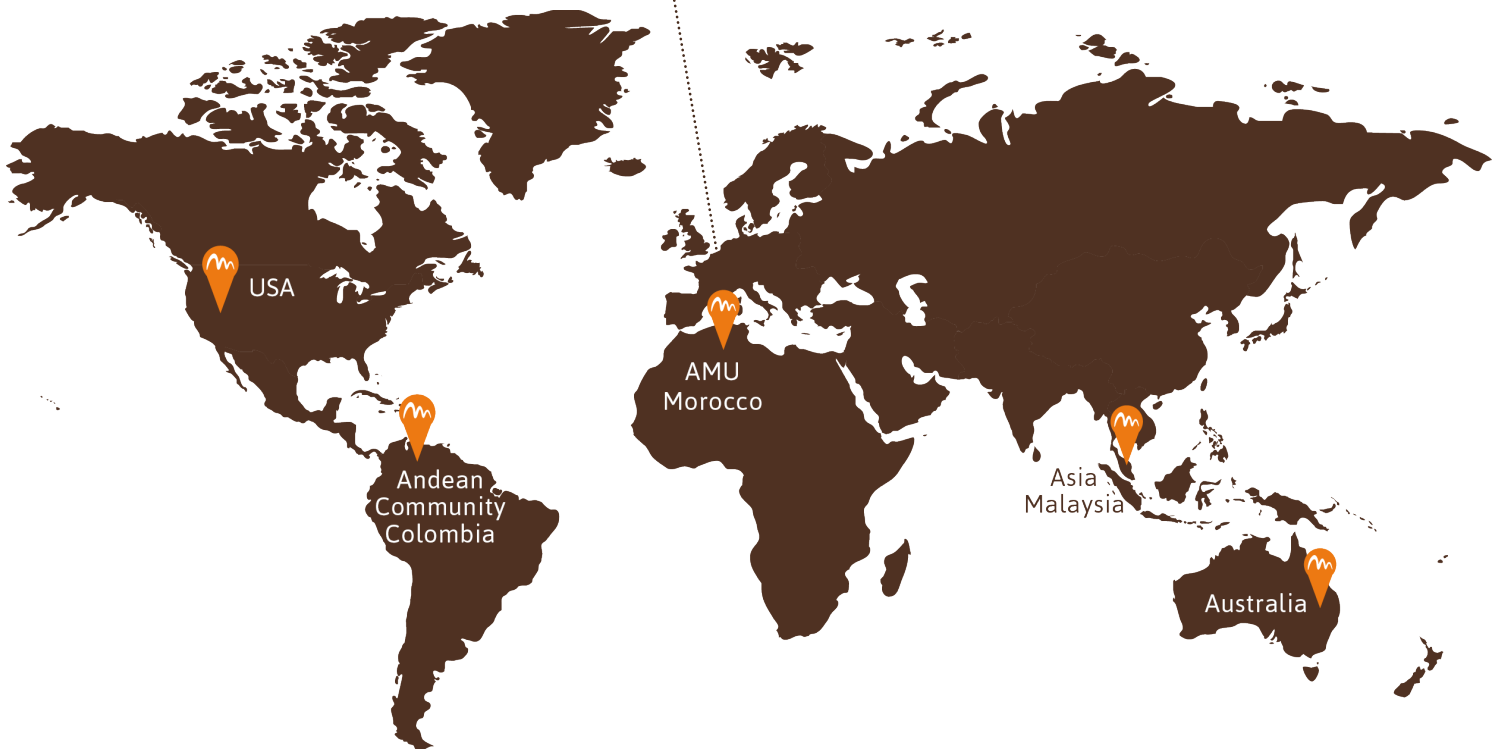 USA
AMU
Morocco
Andean
Community
Colombia
Asia
Malaysia
Australia